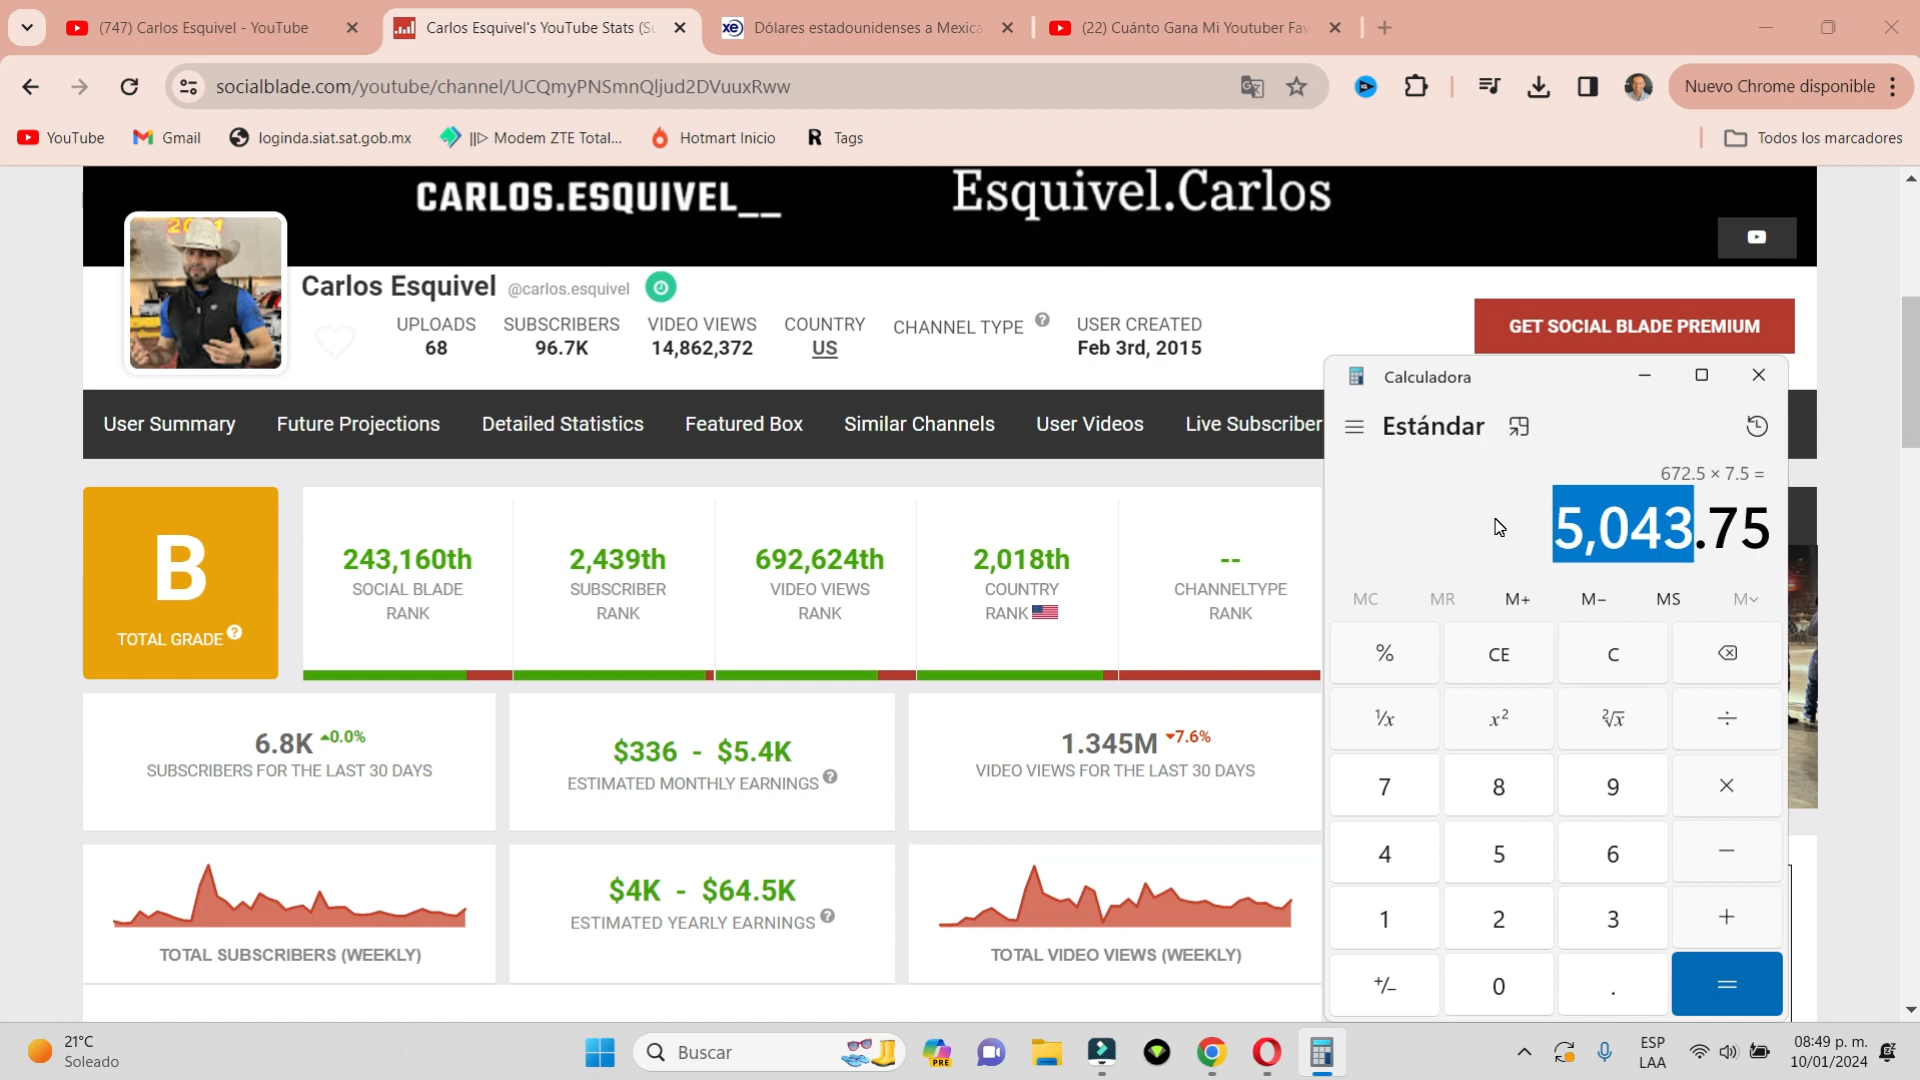 (747) Carlos Esquivel - YouTube
Carlos Esquivel's YouTube Stats (Su
xe Dólares estadounidenses a Mexica
(22) Cuánto Gana Mi Youtuber Fav
socialblade.com/youtube/channel/UCQmyPNSmnQljud2DVuuxRww
Nuevo Chrome disponible
YouTube
Gmail
loginda.siat.sat.gob.mx
||▷ Modem ZTE Total...
Hotmart Inicio
R Tags
Todos los marcadores
CARLOS.ESQUIVEL__
Esquivel.Carlos
Carlos Esquivel @carlos.esquivel
UPLOADS
68
SUBSCRIBERS
96.7K
VIDEO VIEWS
14,862,372
COUNTRY
US
CHANNEL TYPE ?
USER CREATED
Feb 3rd, 2015
GET SOCIAL BLADE PREMIUM
User Summary
Future Projections
Detailed Statistics
Featured Box
Similar Channels
User Videos
Live Subscriber
B
TOTAL GRADE ?
243,160th
SOCIAL BLADE
RANK
2,439th
SUBSCRIBER
RANK
692,624th
VIDEO VIEWS
RANK
2,018th
COUNTRY
RANK
--
CHANNELTYPE
RANK
6.8K 0.0%
SUBSCRIBERS FOR THE LAST 30 DAYS
$336 - $5.4K
ESTIMATED MONTHLY EARNINGS ?
1.345M 7.6%
VIDEO VIEWS FOR THE LAST 30 DAYS
TOTAL SUBSCRIBERS (WEEKLY)
$4K - $64.5K
ESTIMATED YEARLY EARNINGS ?
TOTAL VIDEO VIEWS (WEEKLY)
Calculadora
Estándar
672.5 × 7.5 =
5,043.75
MC MR M+ M− MS M
% CE C
1/x x² ²√x ÷
7 8 9 ×
4 5 6 −
1 2 3 +
+/− 0 . =
21°C
Soleado
Buscar
PRE
ESP
LAA
08:49 p. m.
10/01/2024